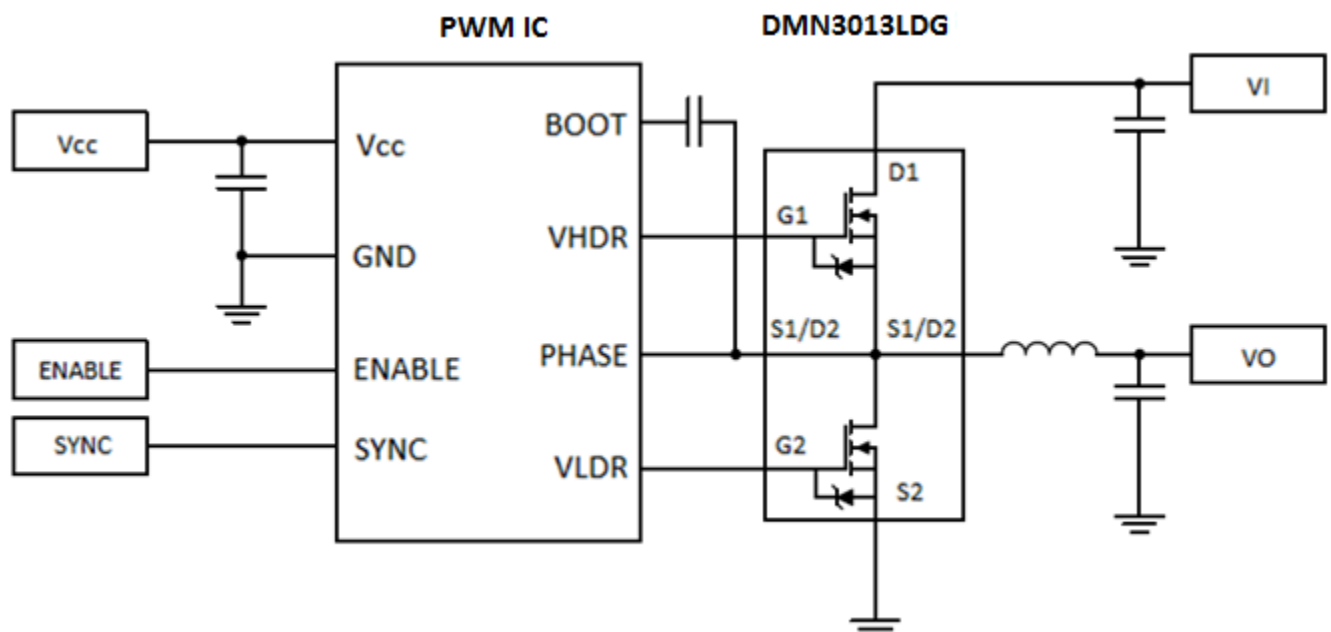 PWM IC
DMN3013LDG
Vcc
Vcc
GND
ENABLE
ENABLE
SYNC
SYNC
BOOT
VHDR
PHASE
VLDR
D1
G1
S1/D2
S1/D2
G2
S2
VI
VO